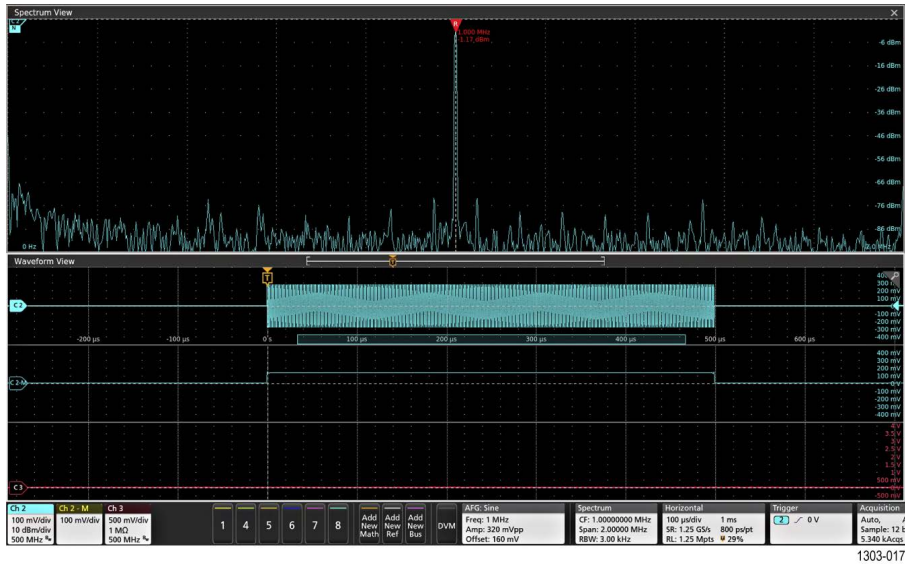 Spectrum View
C 2
R
1.000 MHz
-1.17 dBm
-6 dBm
-16 dBm
-26 dBm
-36 dBm
-46 dBm
-56 dBm
-66 dBm
-76 dBm
-86 dBm
0 Hz
Waveform View
T
T
C 2
300 mV
200 mV
100 mV
-100 mV
-200 mV
-300 mV
-400 mV
-200 µs
-100 µs
0 s
100 µs
200 µs
300 µs
400 µs
500 µs
600 µs
C 2-M
400 mV
300 mV
200 mV
100 mV
0 V
-100 mV
-200 mV
-300 mV
-400 mV
C 3
4 V
3.5 V
3 V
2.5 V
2 V
1.5 V
1 V
500 mV
0 V
-500 mV
Ch 2
100 mV/div
10 dBm/div
500 MHz
Ch 2 - M
100 mV/div
Ch 3
500 mV/div
1 MΩ
500 MHz
1 4 5 6 7 8
Add New Math
Add New Ref
Add New Bus
DVM
AFG: Sine
Freq: 1 MHz
Amp: 320 mVpp
Offset: 160 mV
Spectrum
CF: 1.00000000 MHz
Span: 2.00000 MHz
RBW: 3.00 kHz
Horizontal
100 µs/div 1 ms
SR: 1.25 GS/s 800 ps/pt
RL: 1.25 Mpts 29%
Trigger
2 0 V
Acquisition
Auto,
Sample: 12 b
5.340 kAcqs
1303-017